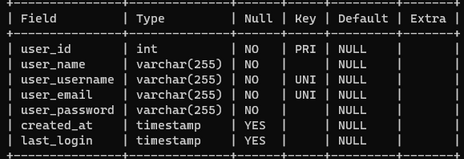 +---------------+--------------+------+-----+---------+-------+
| Field         | Type         | Null | Key | Default | Extra |
+---------------+--------------+------+-----+---------+-------+
| user_id       | int          | NO   | PRI | NULL    |       |
| user_name     | varchar(255) | NO   |     | NULL    |       |
| user_username | varchar(255) | NO   | UNI | NULL    |       |
| user_email    | varchar(255) | NO   | UNI | NULL    |       |
| user_password | varchar(255) | NO   |     | NULL    |       |
| created_at    | timestamp    | YES  |     | NULL    |       |
| last_login    | timestamp    | YES  |     | NULL    |       |
+---------------+--------------+------+-----+---------+-------+